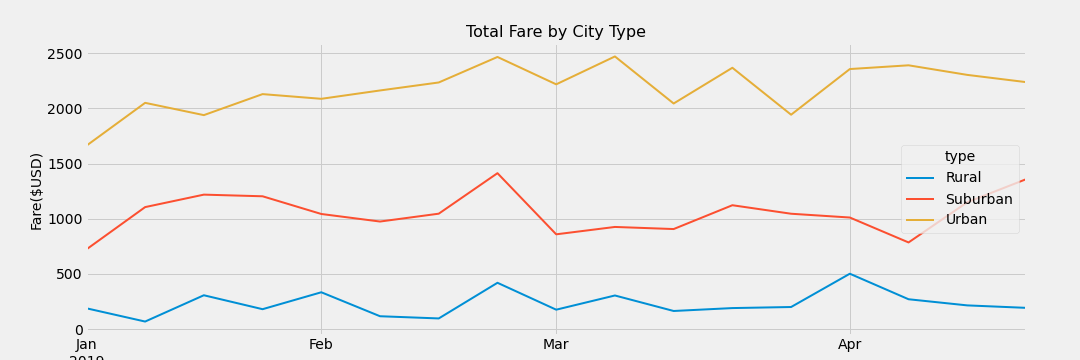 Total Fare by City Type
Fare($USD)
2500
2000
1500
1000
500
0
type
Rural
Suburban
Urban
Jan
Feb
Mar
Apr